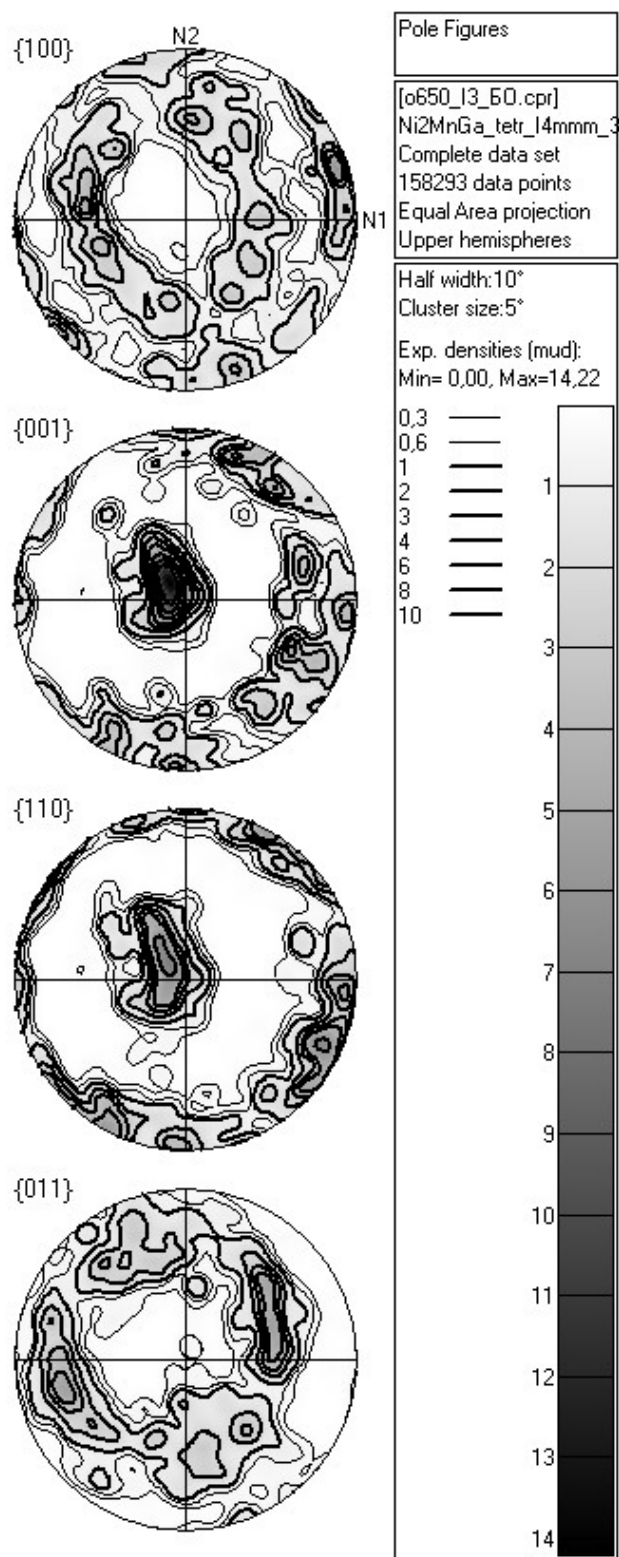 {100}
N2
N1
{001}
{110}
{011}
Pole Figures
[o650_I3_БО.cpr]
Ni2MnGa_tetr_I4mmm_3
Complete data set
158293 data points
Equal Area projection
Upper hemispheres
Half width:10°
Cluster size:5°
Exp. densities (mud):
Min= 0,00, Max=14,22
0,3
0,6
1
2
3
4
6
8
10
1
2
3
4
5
6
7
8
9
10
11
12
13
14